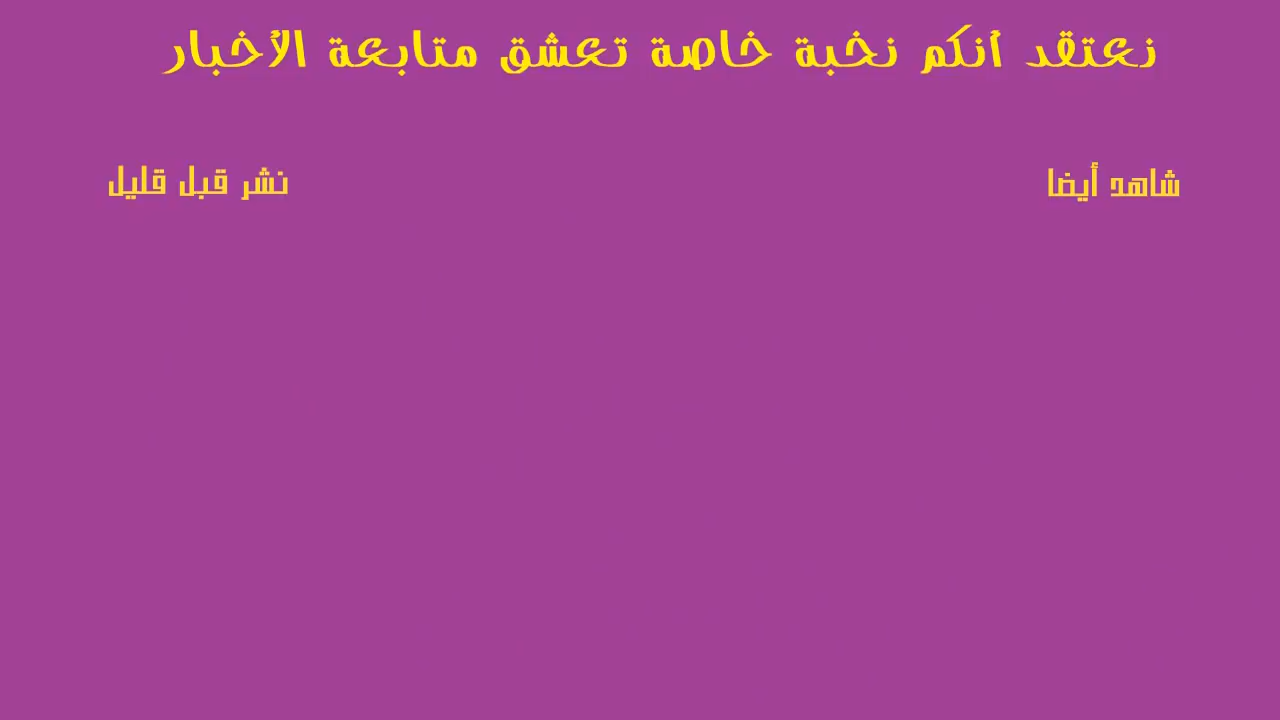 نعتقد أنكم نخبة خاصة تعشق متابعة الأخبار
شاهد أيضا
نشر قبل قليل